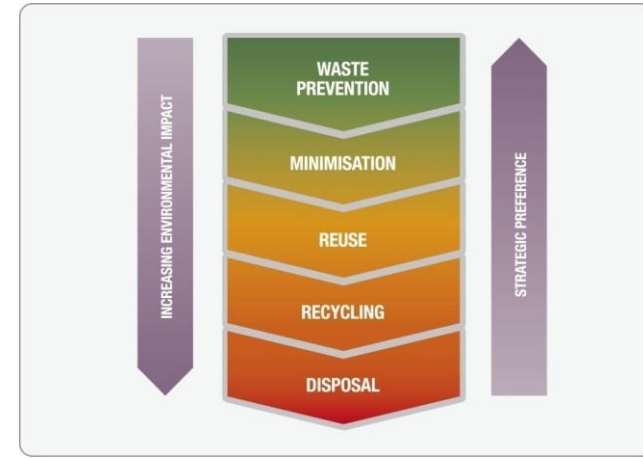 INCREASING ENVIRONMENTAL IMPACT
WASTE
PREVENTION
MINIMISATION
REUSE
RECYCLING
DISPOSAL
STRATEGIC PREFERENCE